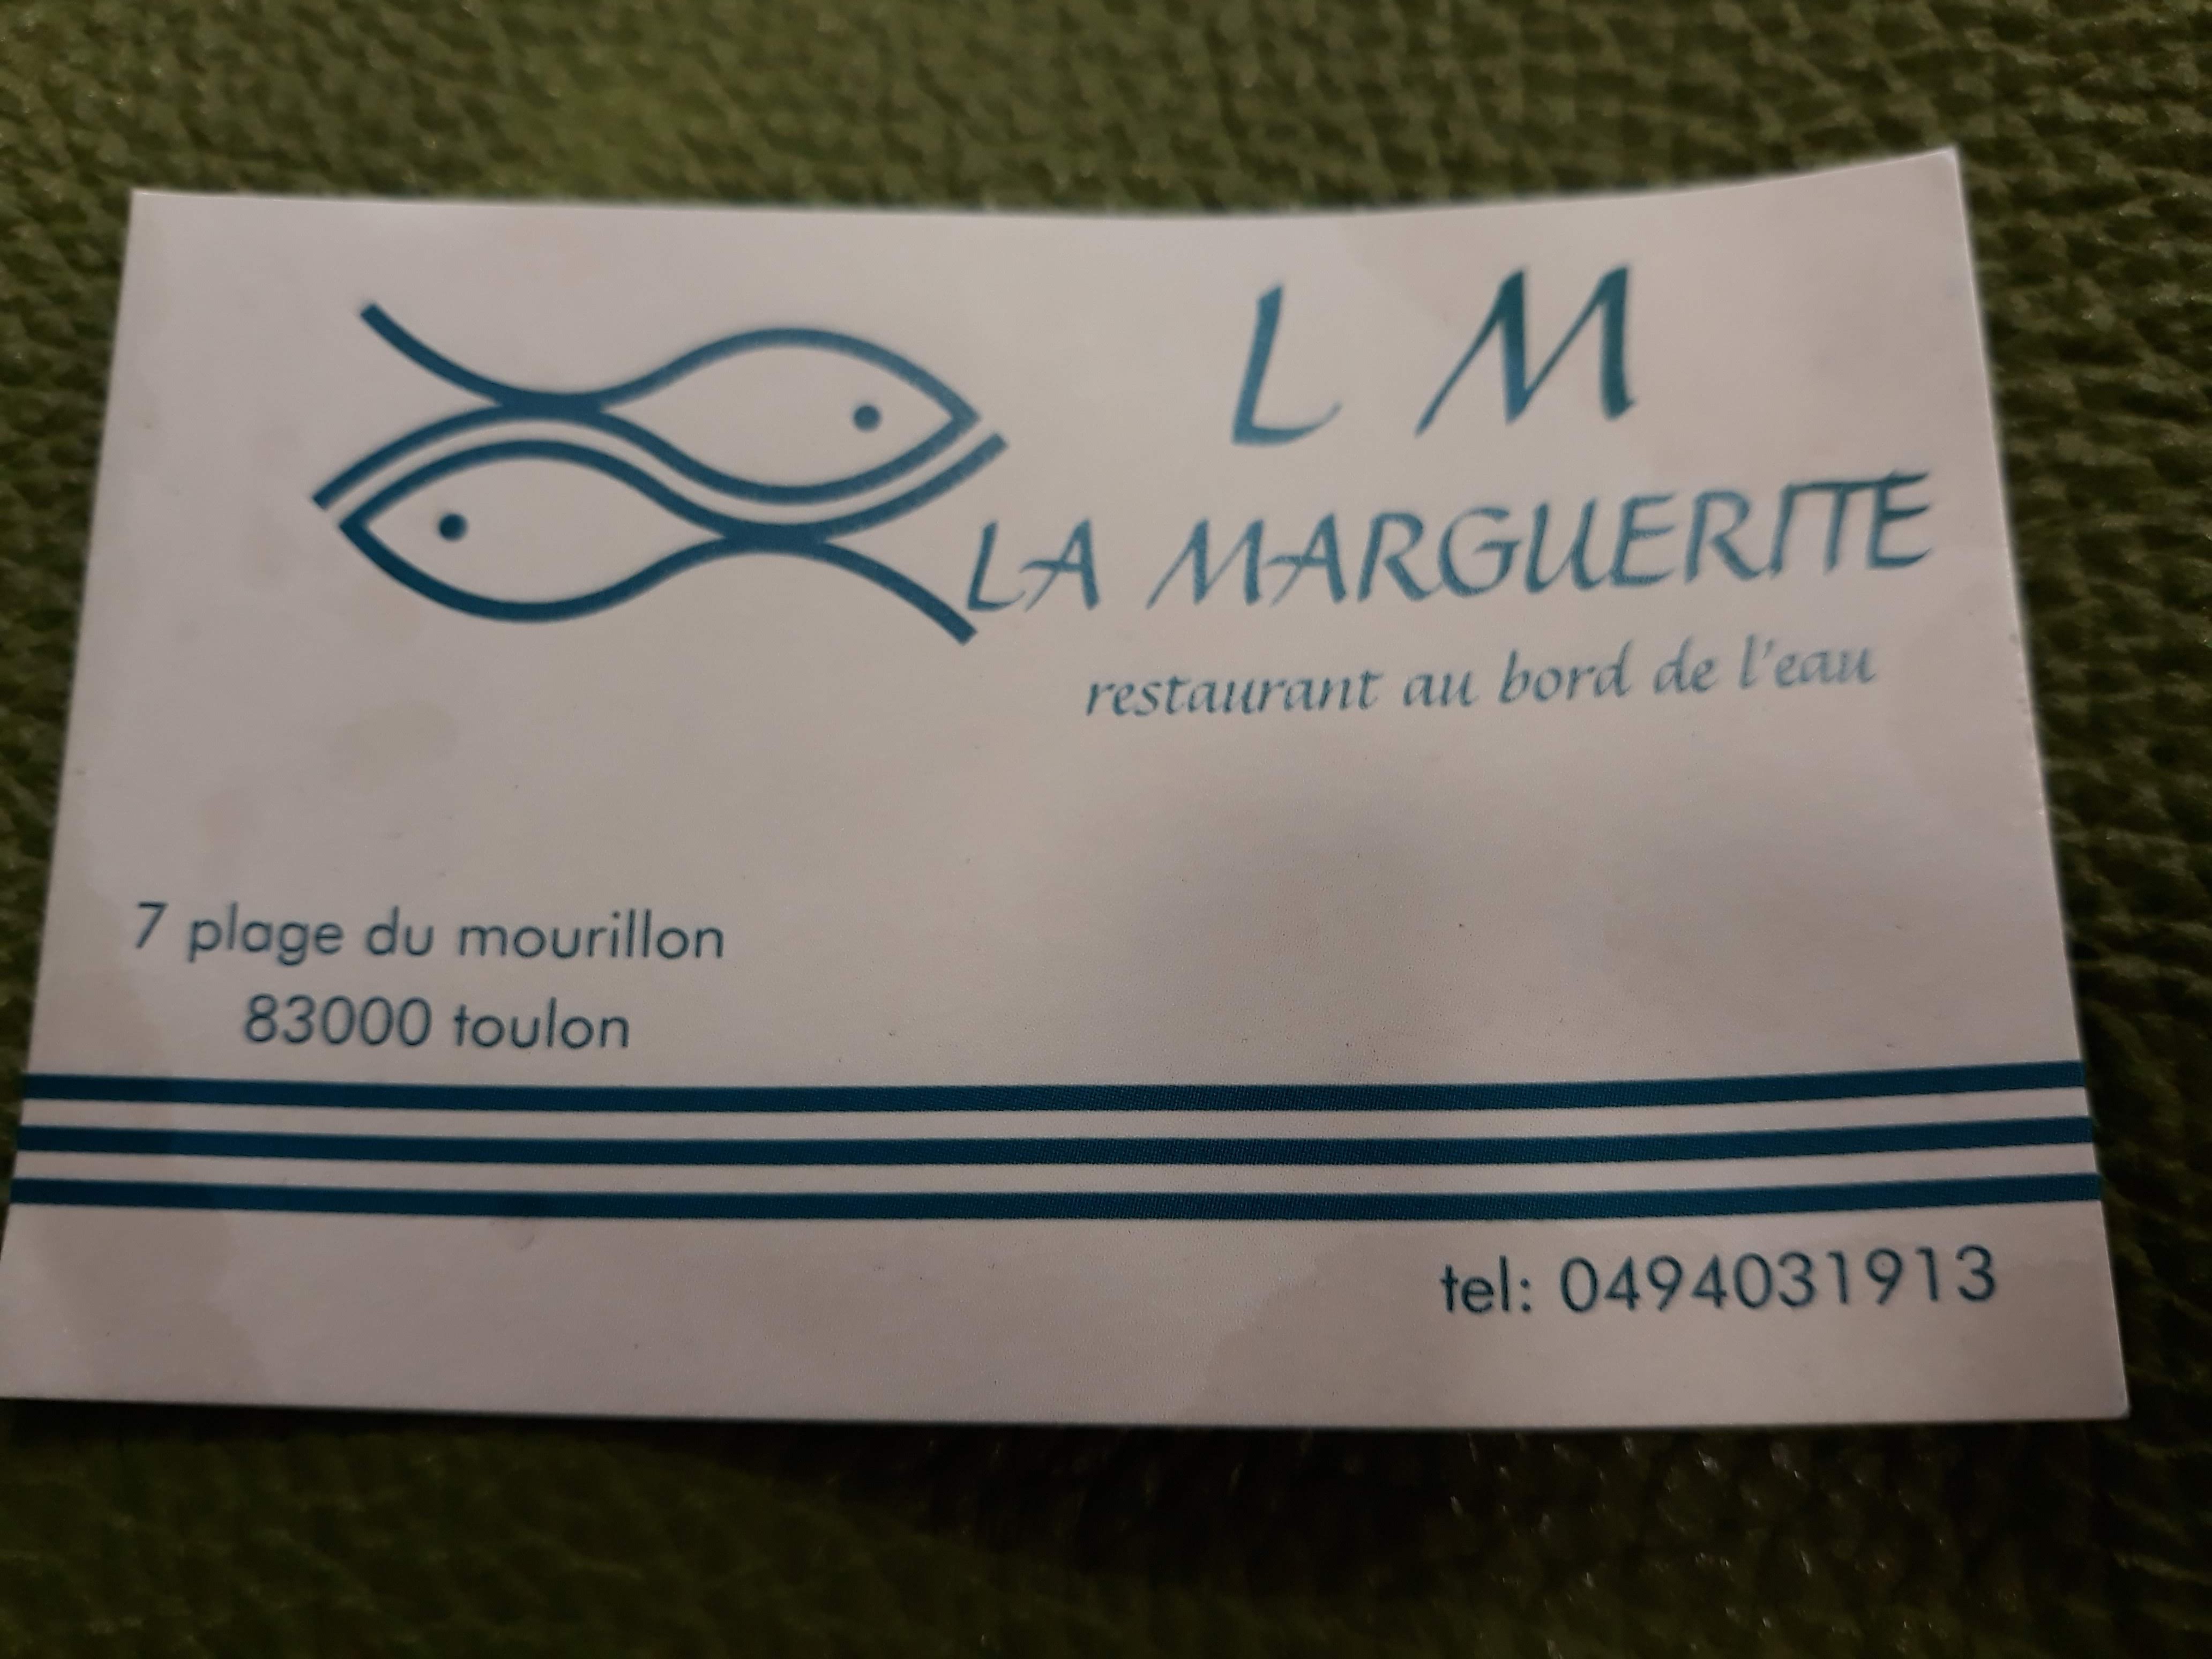 L M
LA MARGUERITE
restaurant au bord de l'eau
7 plage du mourillon
83000 toulon
tel: 0494031913